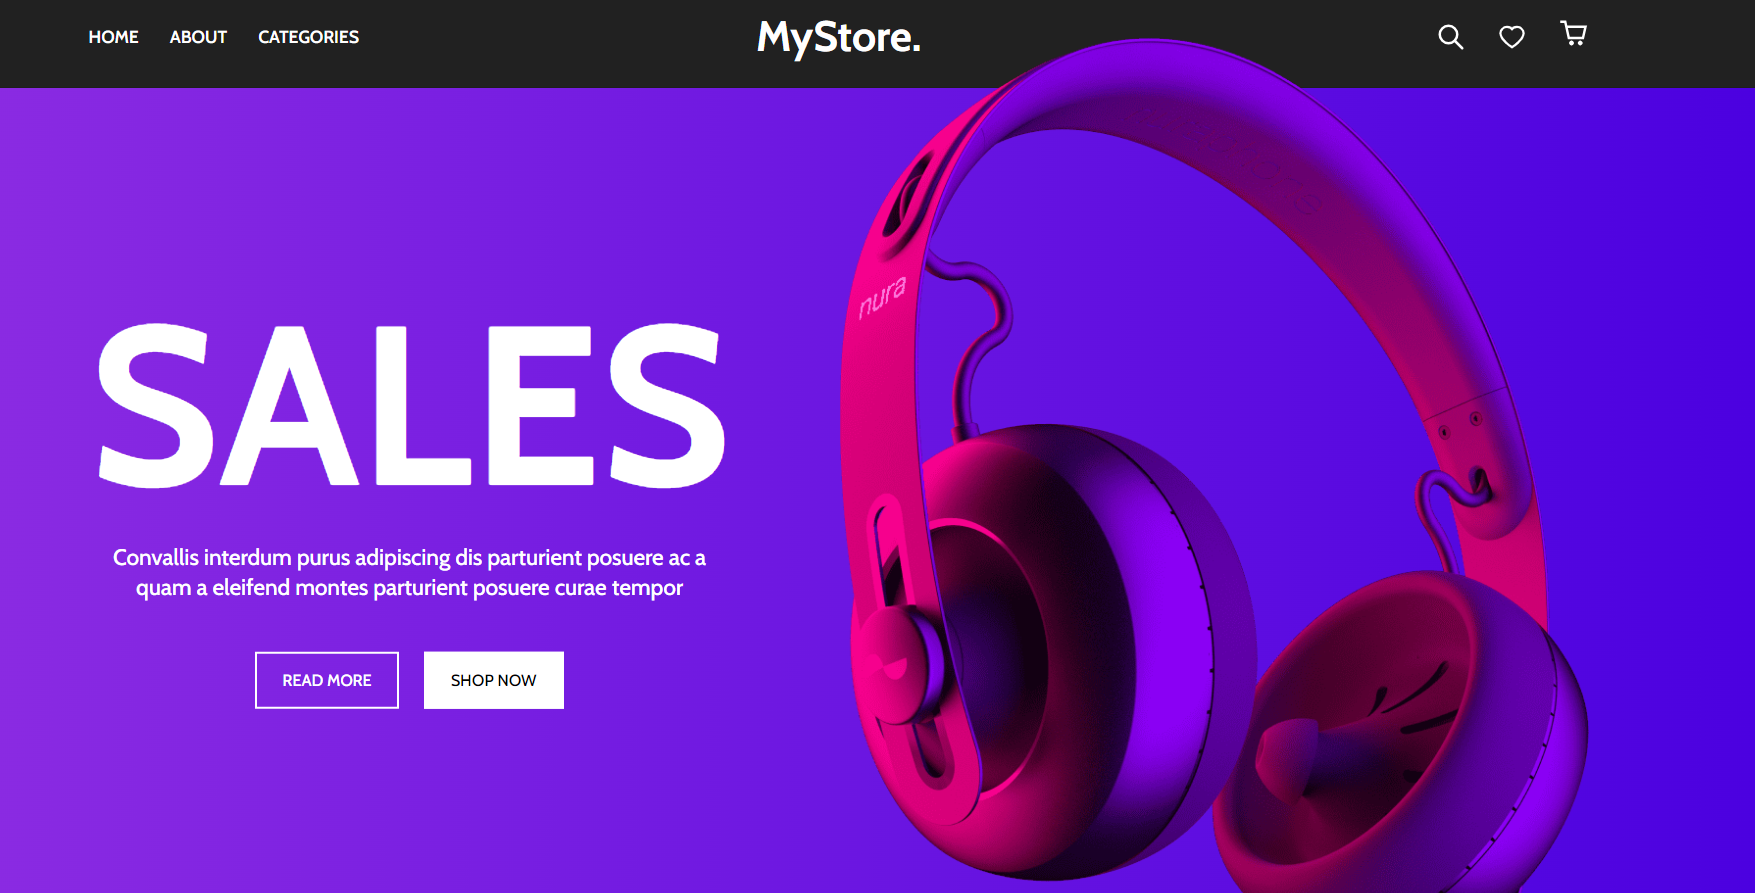 HOME ABOUT CATEGORIES MyStore.
SALES
nura
Convallis interdum purus adipiscing dis parturient posuere ac a
quam a eleifend montes parturient posuere curae tempor
READ MORE SHOP NOW